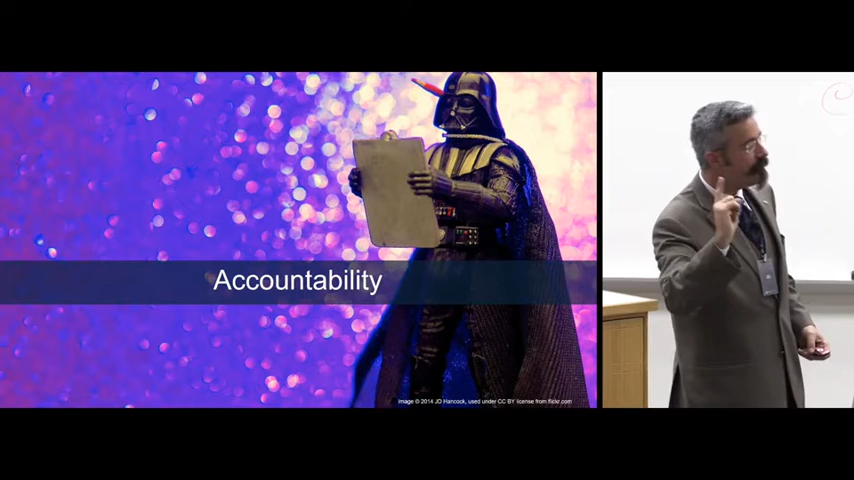 Accountability
Image © 2014 JD Hancock, used under CC BY license from flickr.com